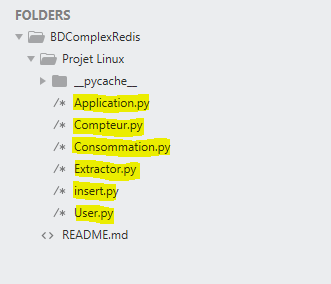 FOLDERS
BDComplexRedis
Projet Linux
__pycache__
/* Application.py
/* Compteur.py
/* Consommation.py
/* Extractor.py
/* insert.py
/* User.py
<> README.md